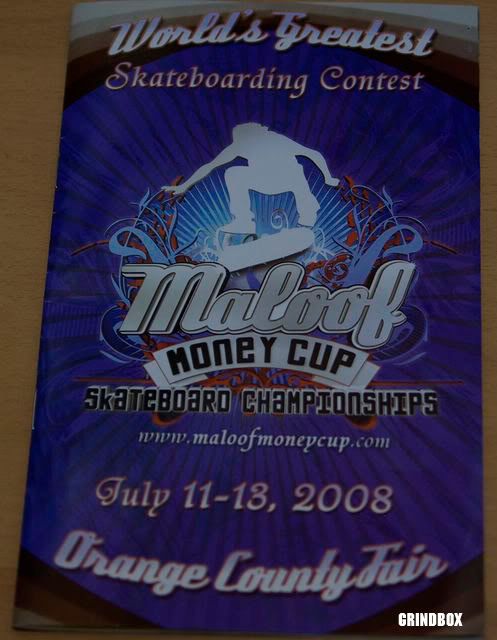 World's Greatest
Skateboarding Contest
Maloof
MONEY CUP
SKATEBOARD CHAMPIONSHIPS
www.maloofmoneycup.com
July 11-13, 2008
Orange County Fair
GRINDBOX